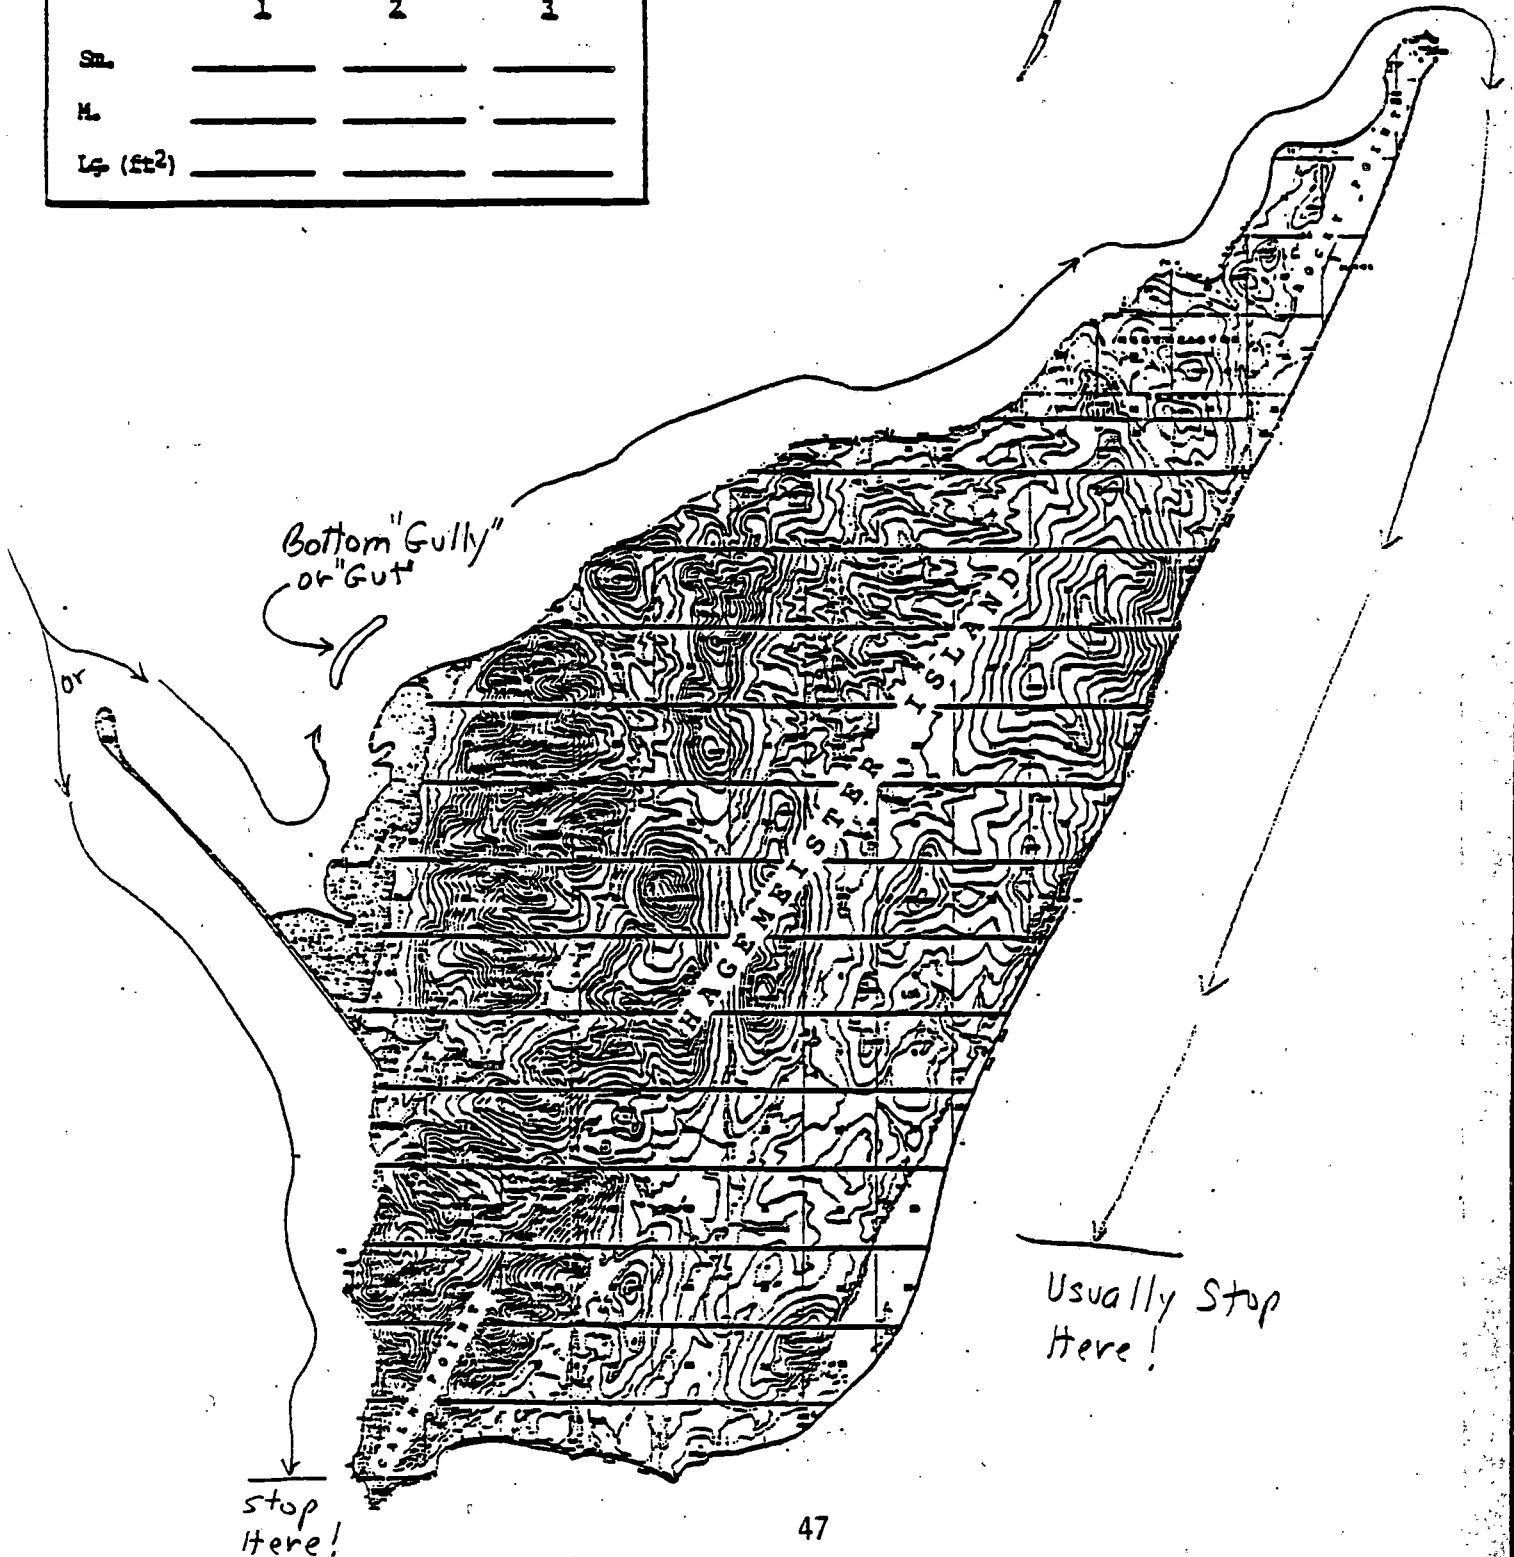 1 2 3
Sm.
M.
Lg. (ft²)
Bottom "Gully"
or "Gut"
or
HAGEMEISTER ISLAND
Usually Stop
Here!
stop
Here!
47